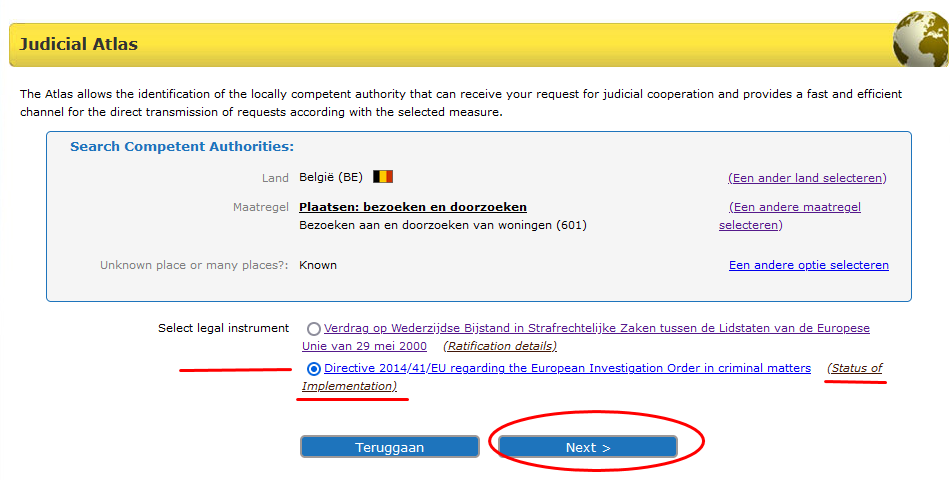 Judicial Atlas
The Atlas allows the identification of the locally competent authority that can receive your request for judicial cooperation and provides a fast and efficient
channel for the direct transmission of requests according with the selected measure.
Search Competent Authorities:
Land België (BE) (Een ander land selecteren)
Maatregel Plaatsen: bezoeken en doorzoeken (Een andere maatregel
Bezoeken aan en doorzoeken van woningen (601) selecteren)
Unknown place or many places?: Known Een andere optie selecteren
Select legal instrument Verdrag op Wederzijdse Bijstand in Strafrechtelijke Zaken tussen de Lidstaten van de Europese
Unie van 29 mei 2000 (Ratification details)
Directive 2014/41/EU regarding the European Investigation Order in criminal matters (Status of
Implementation)
Teruggaan Next >